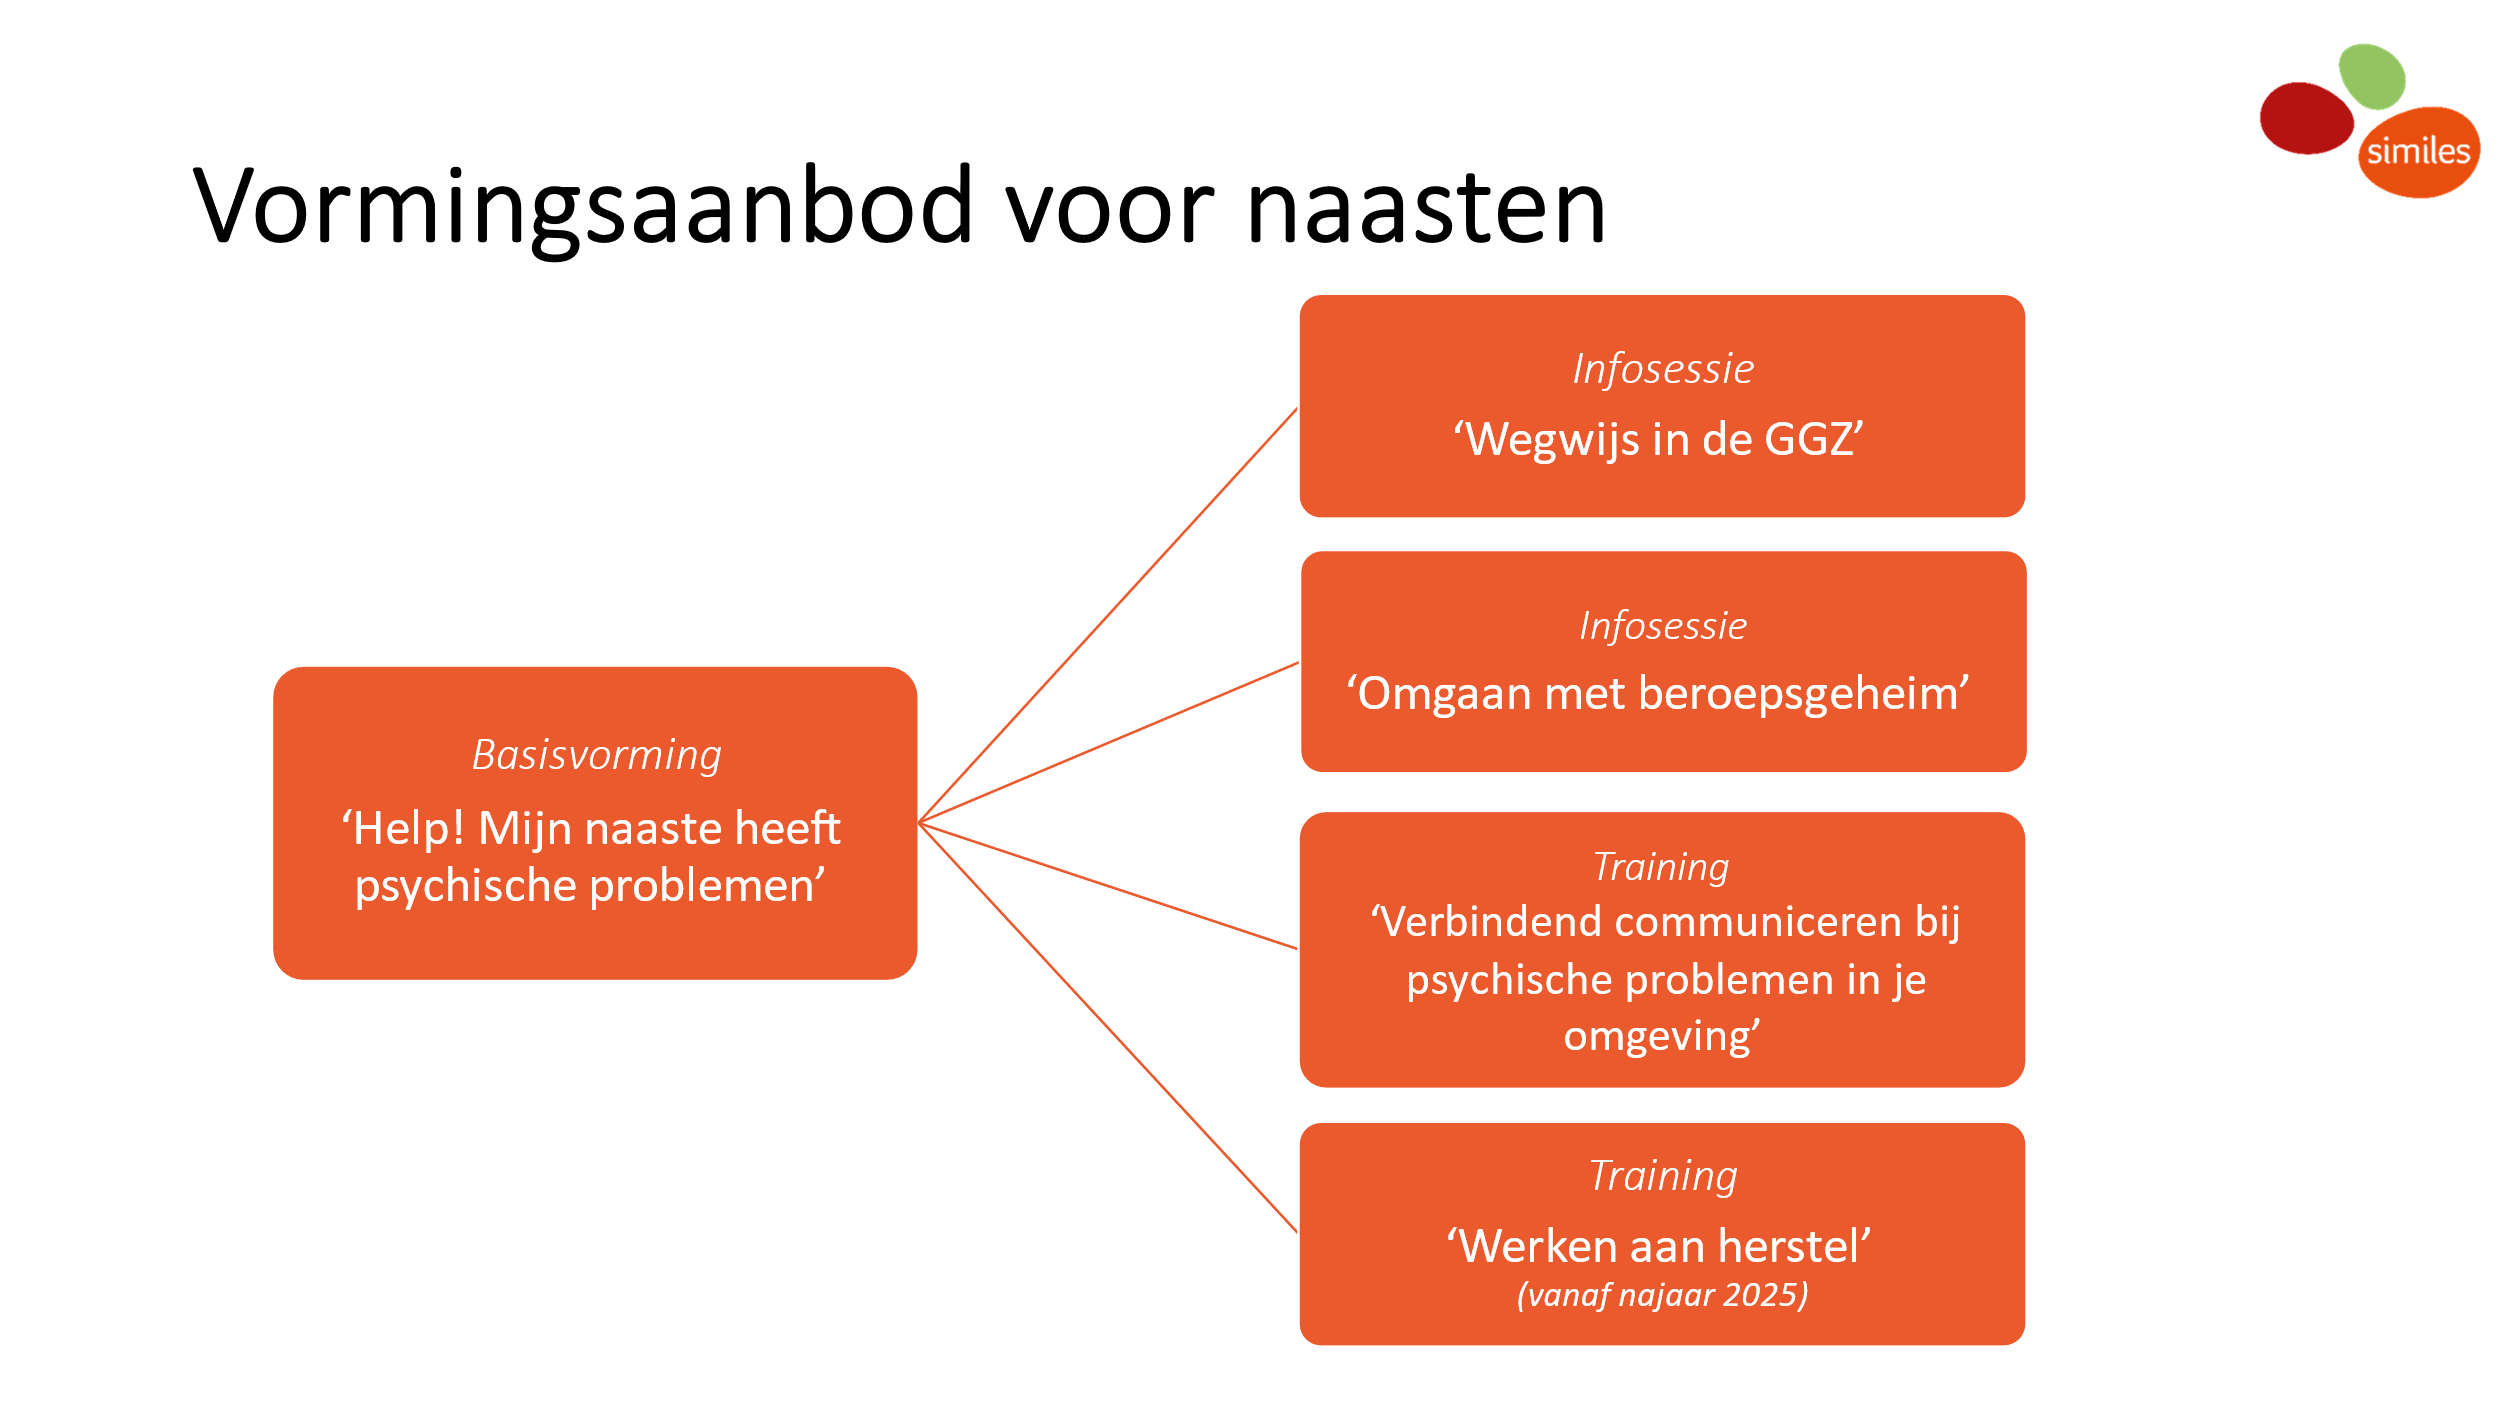 similes
Vormingsaanbod voor naasten
Basisvorming
‘Help! Mijn naaste heeft
psychische problemen’
Infosessie
‘Wegwijs in de GGZ’
Infosessie
‘Omgaan met beroepsgeheim’
Training
‘Verbindend communiceren bij
psychische problemen in je
omgeving’
Training
‘Werken aan herstel’
(vanaf najaar 2025)